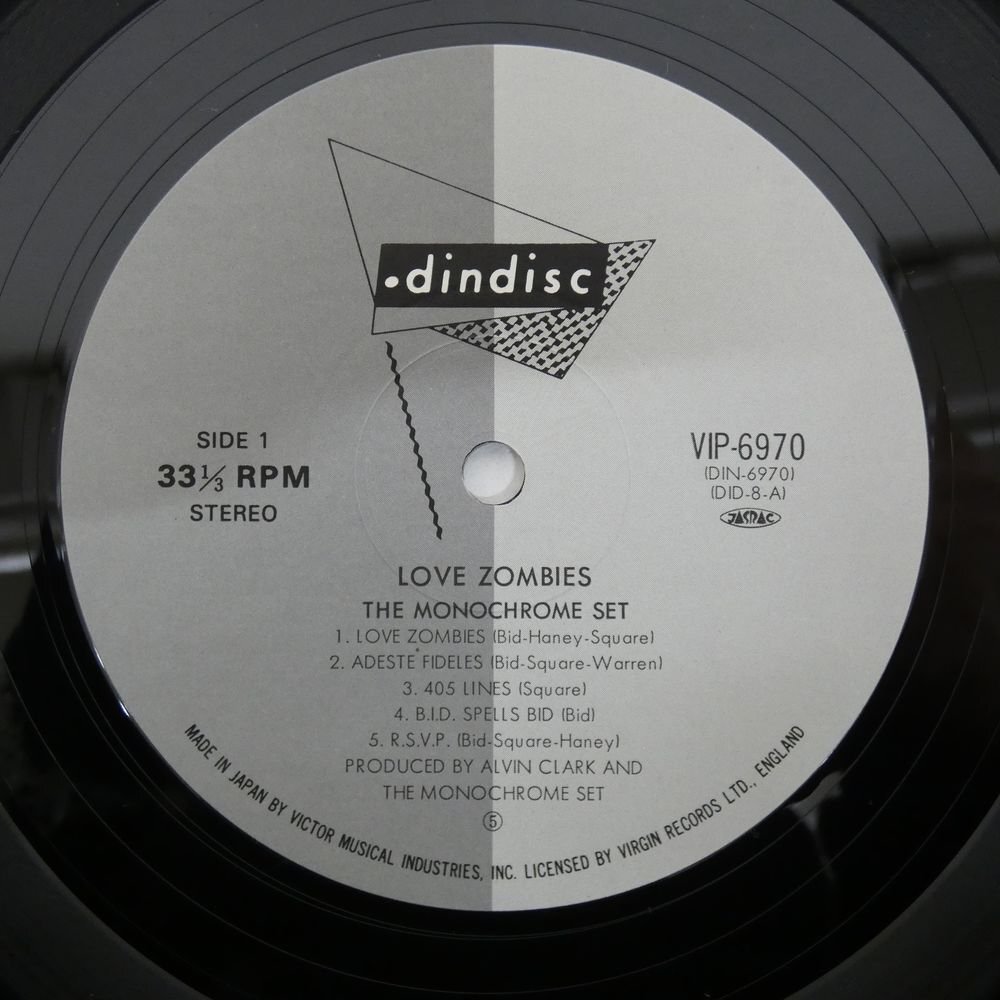 •dindisc
SIDE 1
33⅓ RPM
STEREO
VIP-6970
(DIN-6970)
(DID-8-A)
JASRAC
LOVE ZOMBIES
THE MONOCHROME SET
1. LOVE ZOMBIES (Bid-Haney-Square)
2. ADESTE FIDELES (Bid-Square-Warren)
3. 405 LINES (Square)
4. B.I.D. SPELLS BID (Bid)
5. R.S.V.P. (Bid-Square-Haney)
PRODUCED BY ALVIN CLARK AND
THE MONOCHROME SET
⑤
MADE IN JAPAN BY VICTOR MUSICAL INDUSTRIES, INC. LICENSED BY VIRGIN RECORDS LTD., ENGLAND